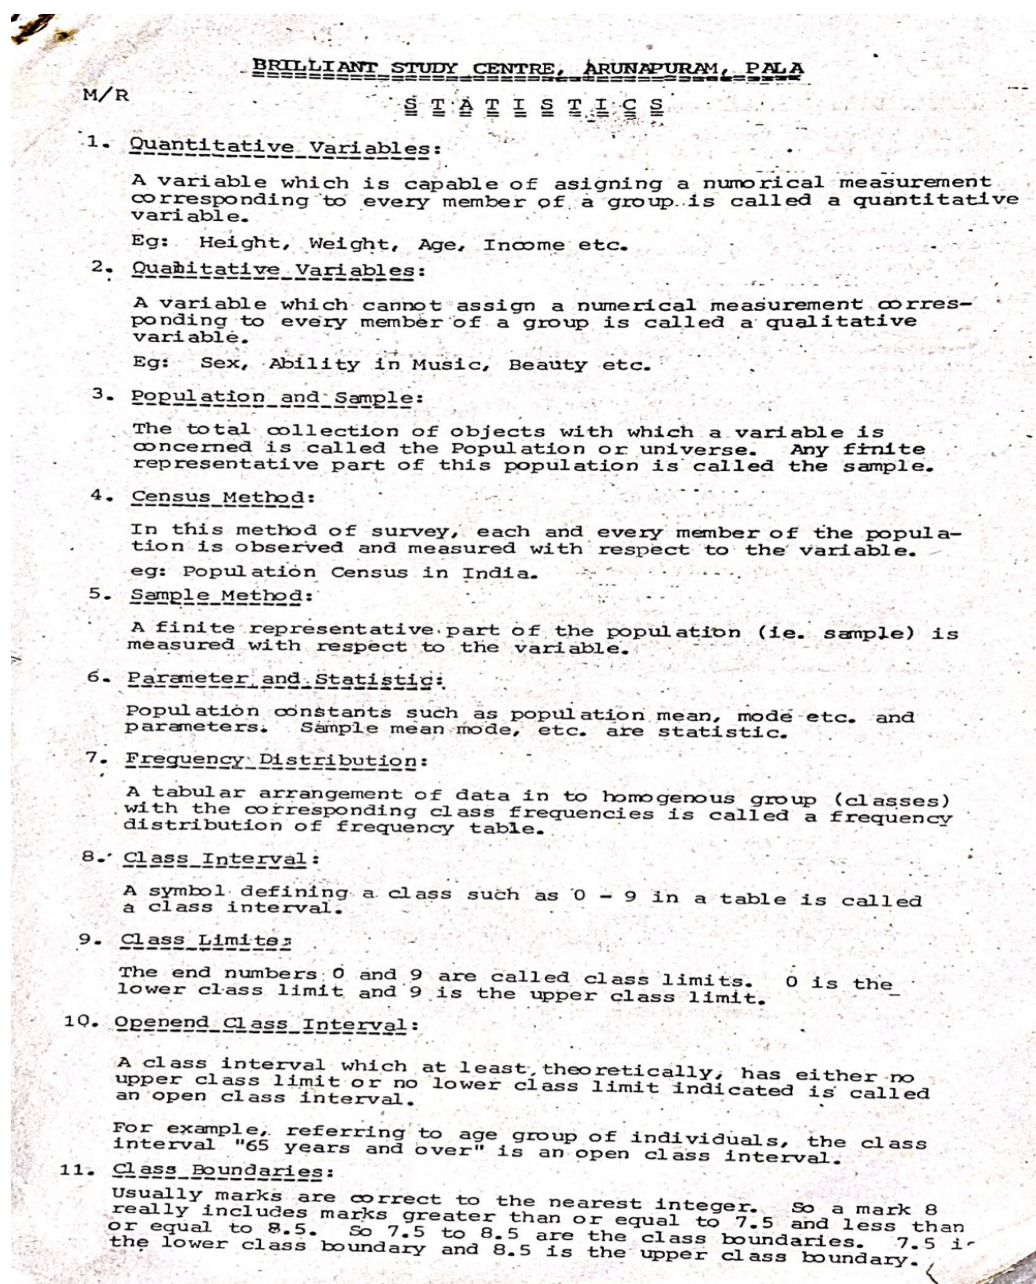 BRILLIANT STUDY CENTRE, ARUNAPURAM, PALA
M/R
S T A T I S T I C S
1. Quantitative Variables:
A variable which is capable of asigning a numorical measurement
corresponding to every member of a group is called a quantitative
variable.
Eg: Height, Weight, Age, Income etc.
2. Quabitative Variables:
A variable which cannot assign a numerical measurement corres-
ponding to every member of a group is called a qualitative
variable.
Eg: Sex, Ability in Music, Beauty etc.
3. Population and Sample:
The total collection of objects with which a variable is
concerned is called the Population or universe. Any finite
representative part of this population is called the sample.
4. Census Method:
In this method of survey, each and every member of the popula-
tion is observed and measured with respect to the variable.
eg: Population Census in India.
5. Sample Method:
A finite representative part of the population (ie. sample) is
measured with respect to the variable.
6. Parameter and Statistic:
Population constants such as population mean, mode etc. and
parameters. Sample mean mode, etc. are statistic.
7. Frequency Distribution:
A tabular arrangement of data in to homogenous group (classes)
with the corresponding class frequencies is called a frequency
distribution of frequency table.
8. Class Interval:
A symbol defining a class such as 0 - 9 in a table is called
a class interval.
9. Class Limits:
The end numbers 0 and 9 are called class limits. 0 is the
lower class limit and 9 is the upper class limit.
10. Openend Class Interval:
A class interval which at least theoretically, has either no
upper class limit or no lower class limit indicated is called
an open class interval.
For example, referring to age group of individuals, the class
interval "65 years and over" is an open class interval.
11. Class Boundaries:
Usually marks are correct to the nearest integer. So a mark 8
really includes marks greater than or equal to 7.5 and less than
or equal to 8.5. So 7.5 to 8.5 are the class boundaries. 7.5 i
the lower class boundary and 8.5 is the upper class boundary.